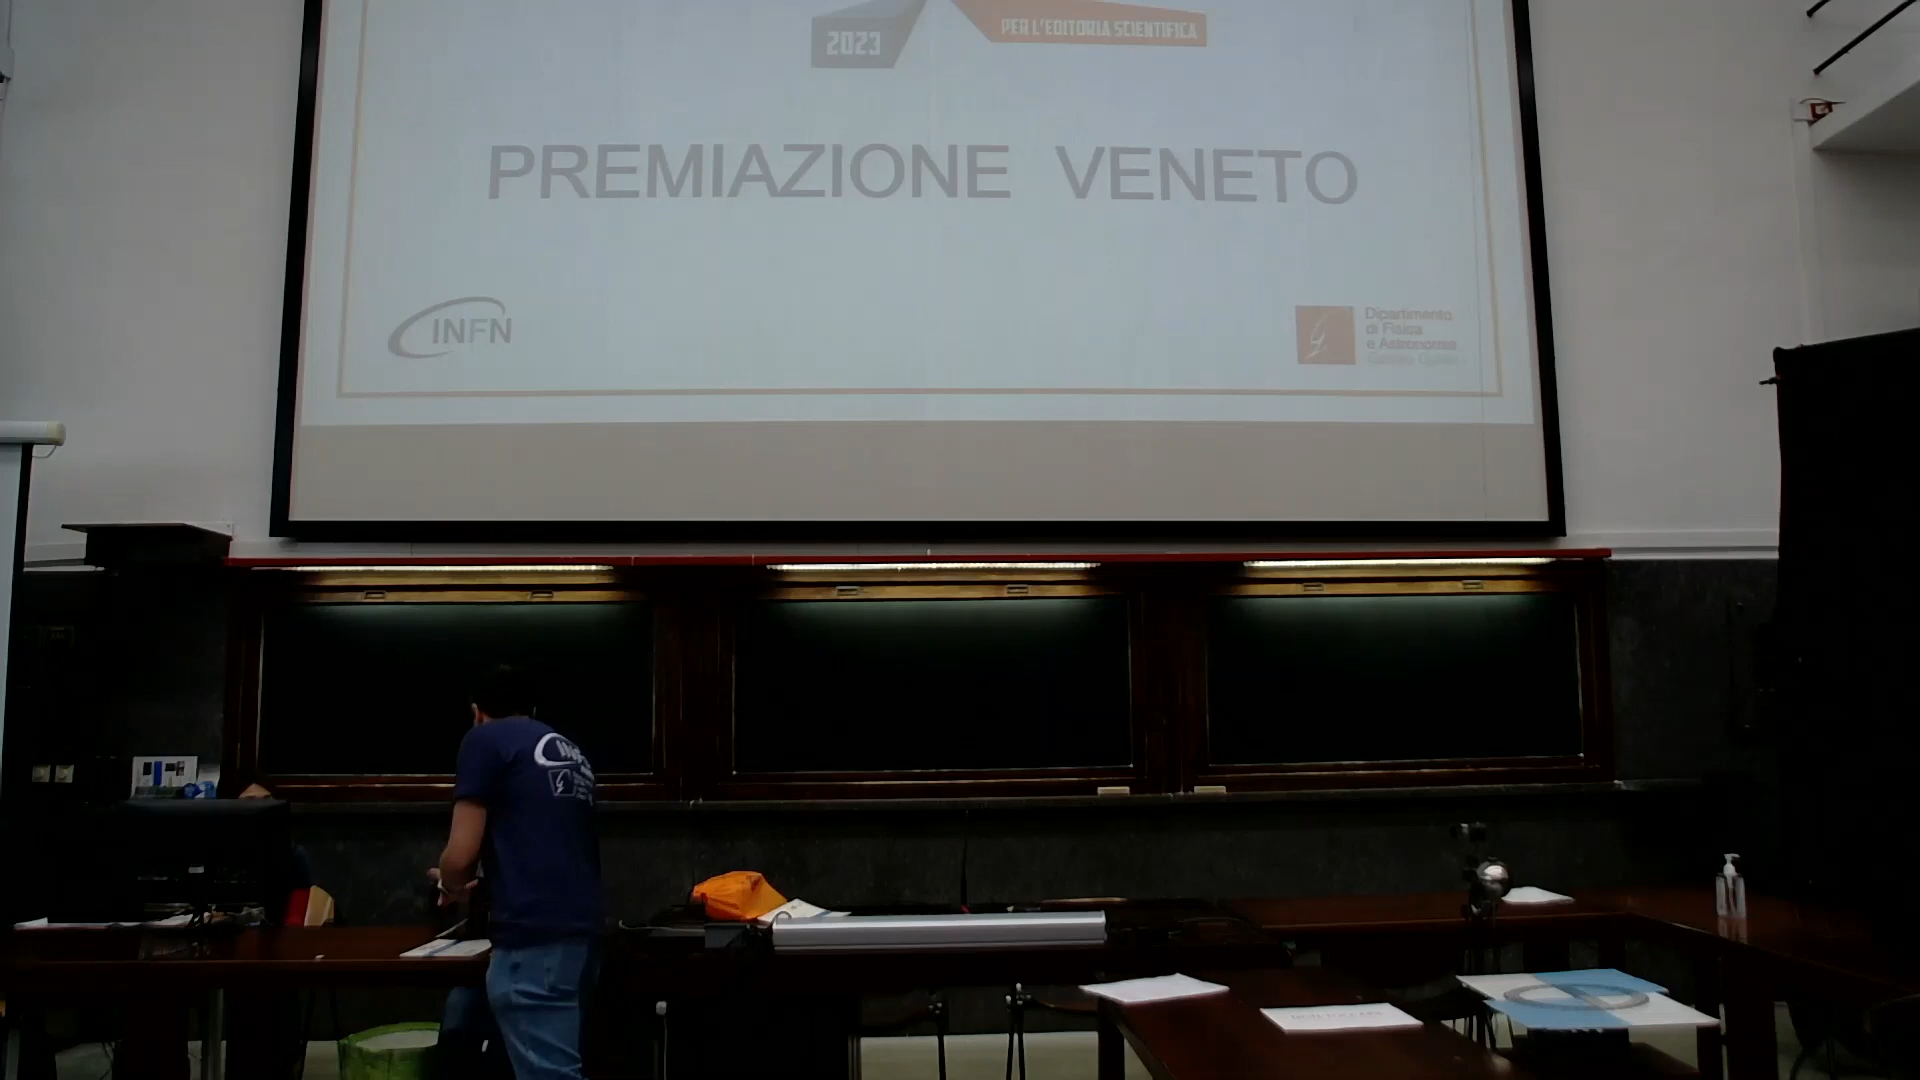 2023
PER L'EDITORIA SCIENTIFICA
PREMIAZIONE VENETO
INFN
Dipartimento
di Fisica
e Astronomia